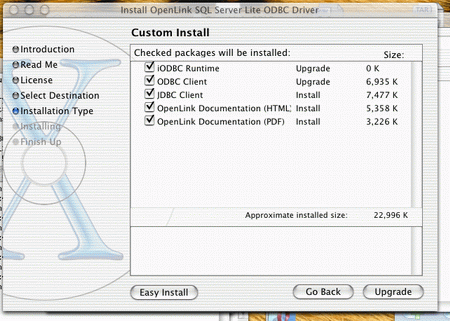 Install OpenLink SQL Server Lite ODBC Driver
Custom Install
Introduction
Read Me
License
Select Destination
Installation Type
Installing
Finish Up
Checked packages will be installed: Size:
iODBC Runtime Upgrade 0 K
ODBC Client Upgrade 6,935 K
JDBC Client Install 7,477 K
OpenLink Documentation (HTML) Install 5,358 K
OpenLink Documentation (PDF) Install 3,226 K
Approximate installed size: 22,996 K
Easy Install Go Back Upgrade